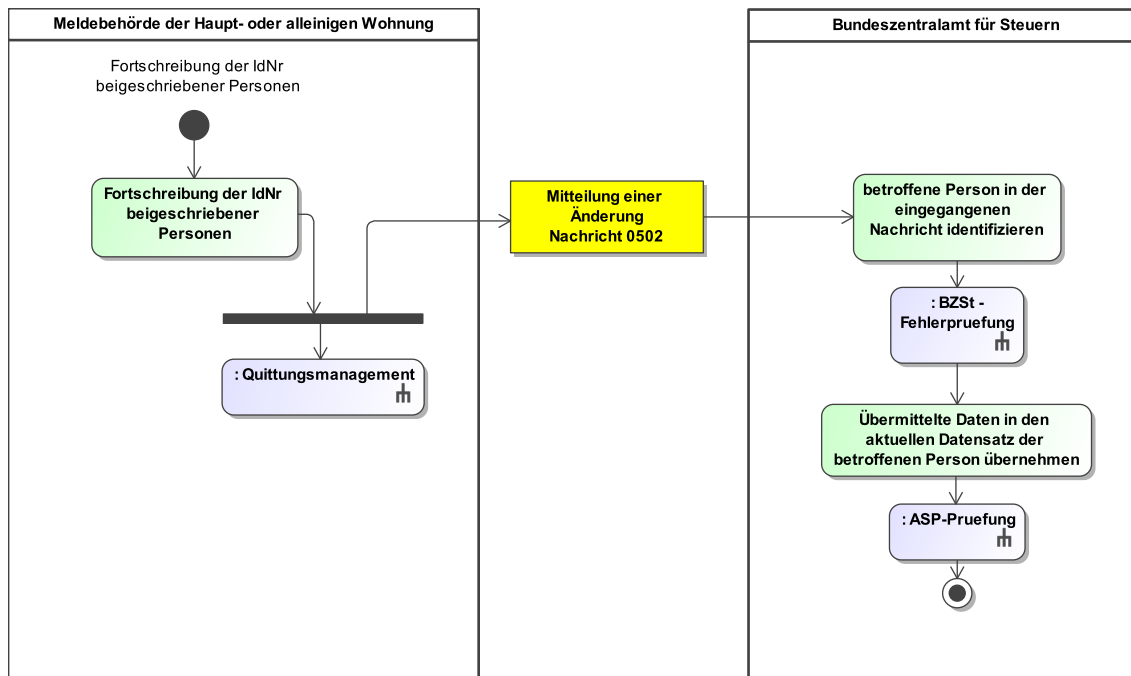 Meldebehörde der Haupt- oder alleinigen Wohnung
Fortschreibung der IdNr
beigeschriebener Personen
Fortschreibung der IdNr
beigeschriebener
Personen
: Quittungsmanagement
Mitteilung einer
Änderung
Nachricht 0502
Bundeszentralamt für Steuern
betroffene Person in der
eingegangenen
Nachricht identifizieren
: BZSt -
Fehlerpruefung
Übermittelte Daten in den
aktuellen Datensatz der
betroffenen Person übernehmen
: ASP-Pruefung